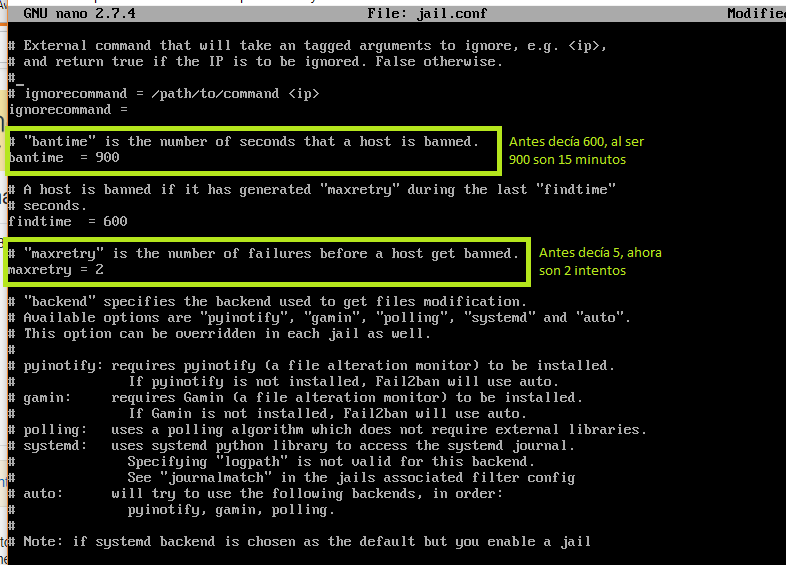 GNU nano 2.7.4 File: jail.conf Modified
# External command that will take an tagged arguments to ignore, e.g. <ip>,
# and return true if the IP is to be ignored. False otherwise.
#
# ignorecommand = /path/to/command <ip>
ignorecommand =
# "bantime" is the number of seconds that a host is banned.
bantime  = 900
Antes decía 600, al ser
900 son 15 minutos
# A host is banned if it has generated "maxretry" during the last "findtime"
# seconds.
findtime  = 600
# "maxretry" is the number of failures before a host get banned.
maxretry = 2
Antes decía 5, ahora
son 2 intentos
# "backend" specifies the backend used to get files modification.
# Available options are "pyinotify", "gamin", "polling", "systemd" and "auto".
# This option can be overridden in each jail as well.
#
# pyinotify: requires pyinotify (a file alteration monitor) to be installed.
#              If pyinotify is not installed, Fail2ban will use auto.
# gamin:     requires Gamin (a file alteration monitor) to be installed.
#              If Gamin is not installed, Fail2ban will use auto.
# polling:   uses a polling algorithm which does not require external libraries.
# systemd:   uses systemd python library to access the systemd journal.
#              Specifying "logpath" is not valid for this backend.
#              See "journalmatch" in the jails associated filter config
# auto:      will try to use the following backends, in order:
#              pyinotify, gamin, polling.
#
# Note: if systemd backend is chosen as the default but you enable a jail